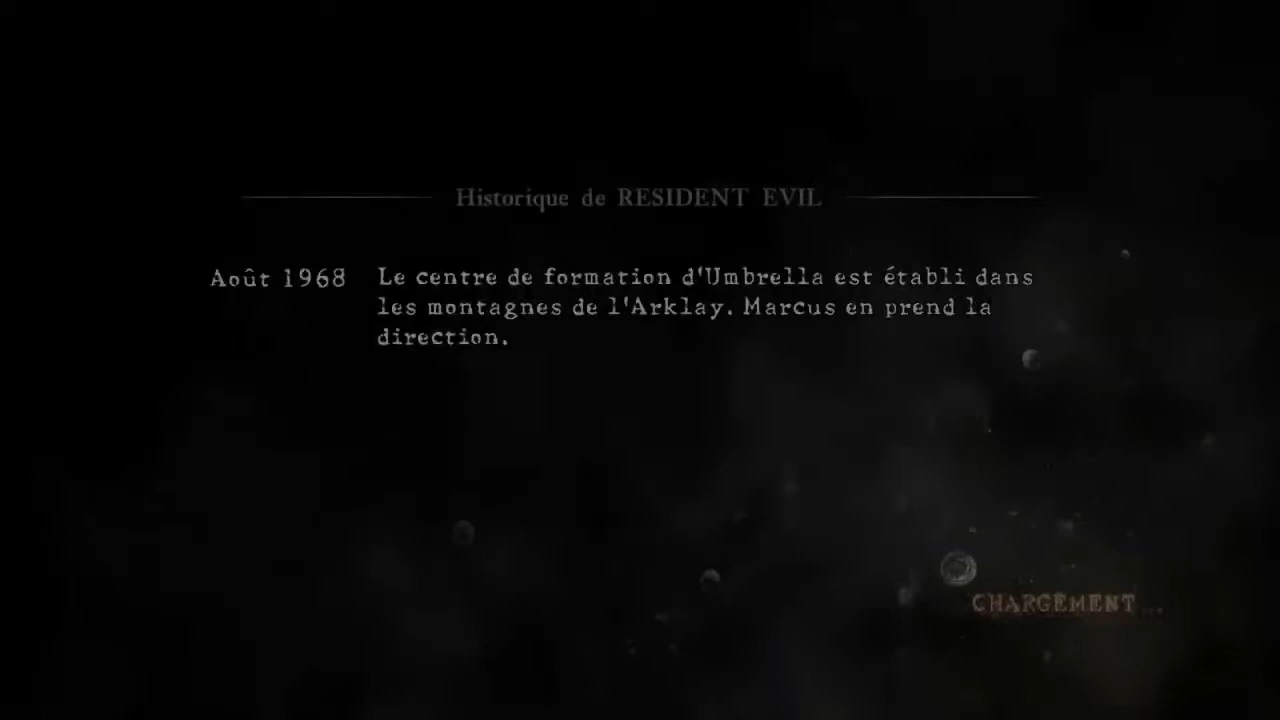 Historique de RESIDENT EVIL
Août 1968 Le centre de formation d'Umbrella est établi dans
les montagnes de l'Arklay. Marcus en prend la
direction.
CHARGEMENT...